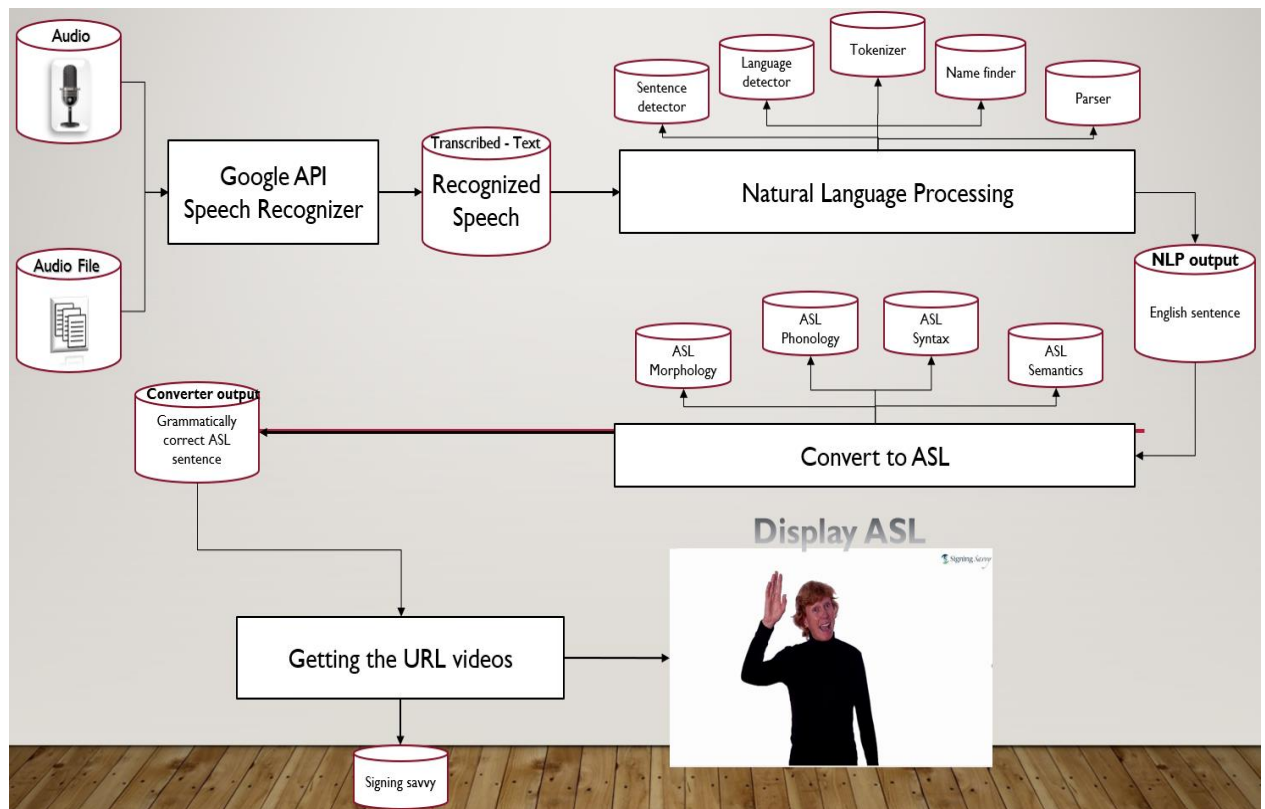 Audio
Audio File
Google API
Speech Recognizer
Transcribed - Text
Recognized
Speech
Sentence
detector
Language
detector
Tokenizer
Name finder
Parser
Natural Language Processing
NLP output
English sentence
ASL
Morphology
ASL
Phonology
ASL
Syntax
ASL
Semantics
Convert to ASL
Converter output
Grammatically
correct ASL
sentence
Getting the URL videos
Signing savvy
Display ASL
Signing Savvy